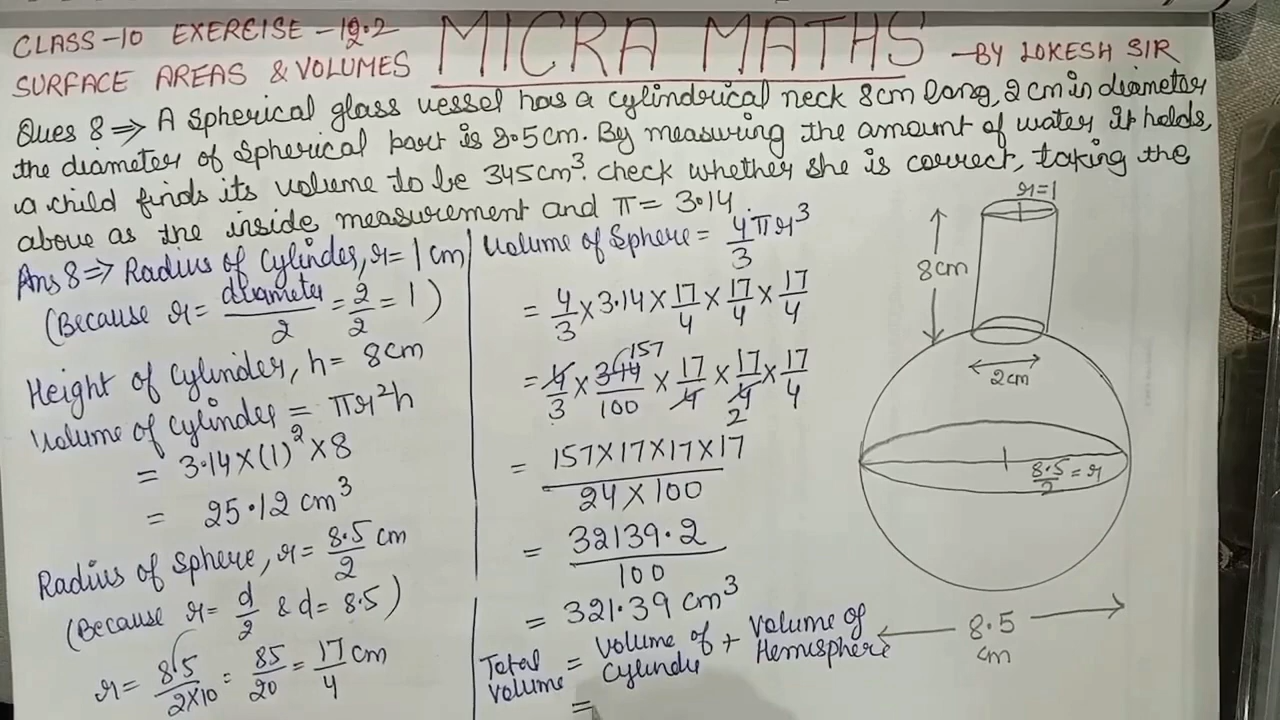 CLASS-10 EXERCISE -12.2
SURFACE AREAS & VOLUMES
MICRA MATHS
-BY LOKESH SIR
Ques 8 ⇒ A Spherical glass vessel has a cylindrical neck 8cm long, 2 cm in diameter
the diameter of Spherical part is 8.5 cm. By measuring the amount of water it holds,
a child finds its volume to be 345 cm³. check whether she is correct, taking the
above as the inside measurement and π = 3.14.
Ans 8 ⇒ Radius of Cylinder, r = 1 cm
(Because r = diameter/2 = 2/2 = 1)
Height of Cylinder, h = 8cm
Volume of Cylinder = πr²h
= 3.14 × (1)² × 8
= 25.12 cm³
Radius of Sphere, r = 8.5/2 cm
(Because r = d/2 & d = 8.5)
r = 8.5/2×10 = 85/20 = 17/4 cm
Volume of Sphere = 4/3 πr³
= 4/3 × 3.14 × 17/4 × 17/4 × 17/4
157
= 4/3 × 314/100 × 17/4 × 17/4 × 17/4
2
= 157×17×17×17/24×100
= 32139.2/100
= 321.39 cm³
Total Volume = Volume of Cylinder + Volume of Hemisphere
=
r=1
8cm
2cm
8.5/2 = r
8.5
cm